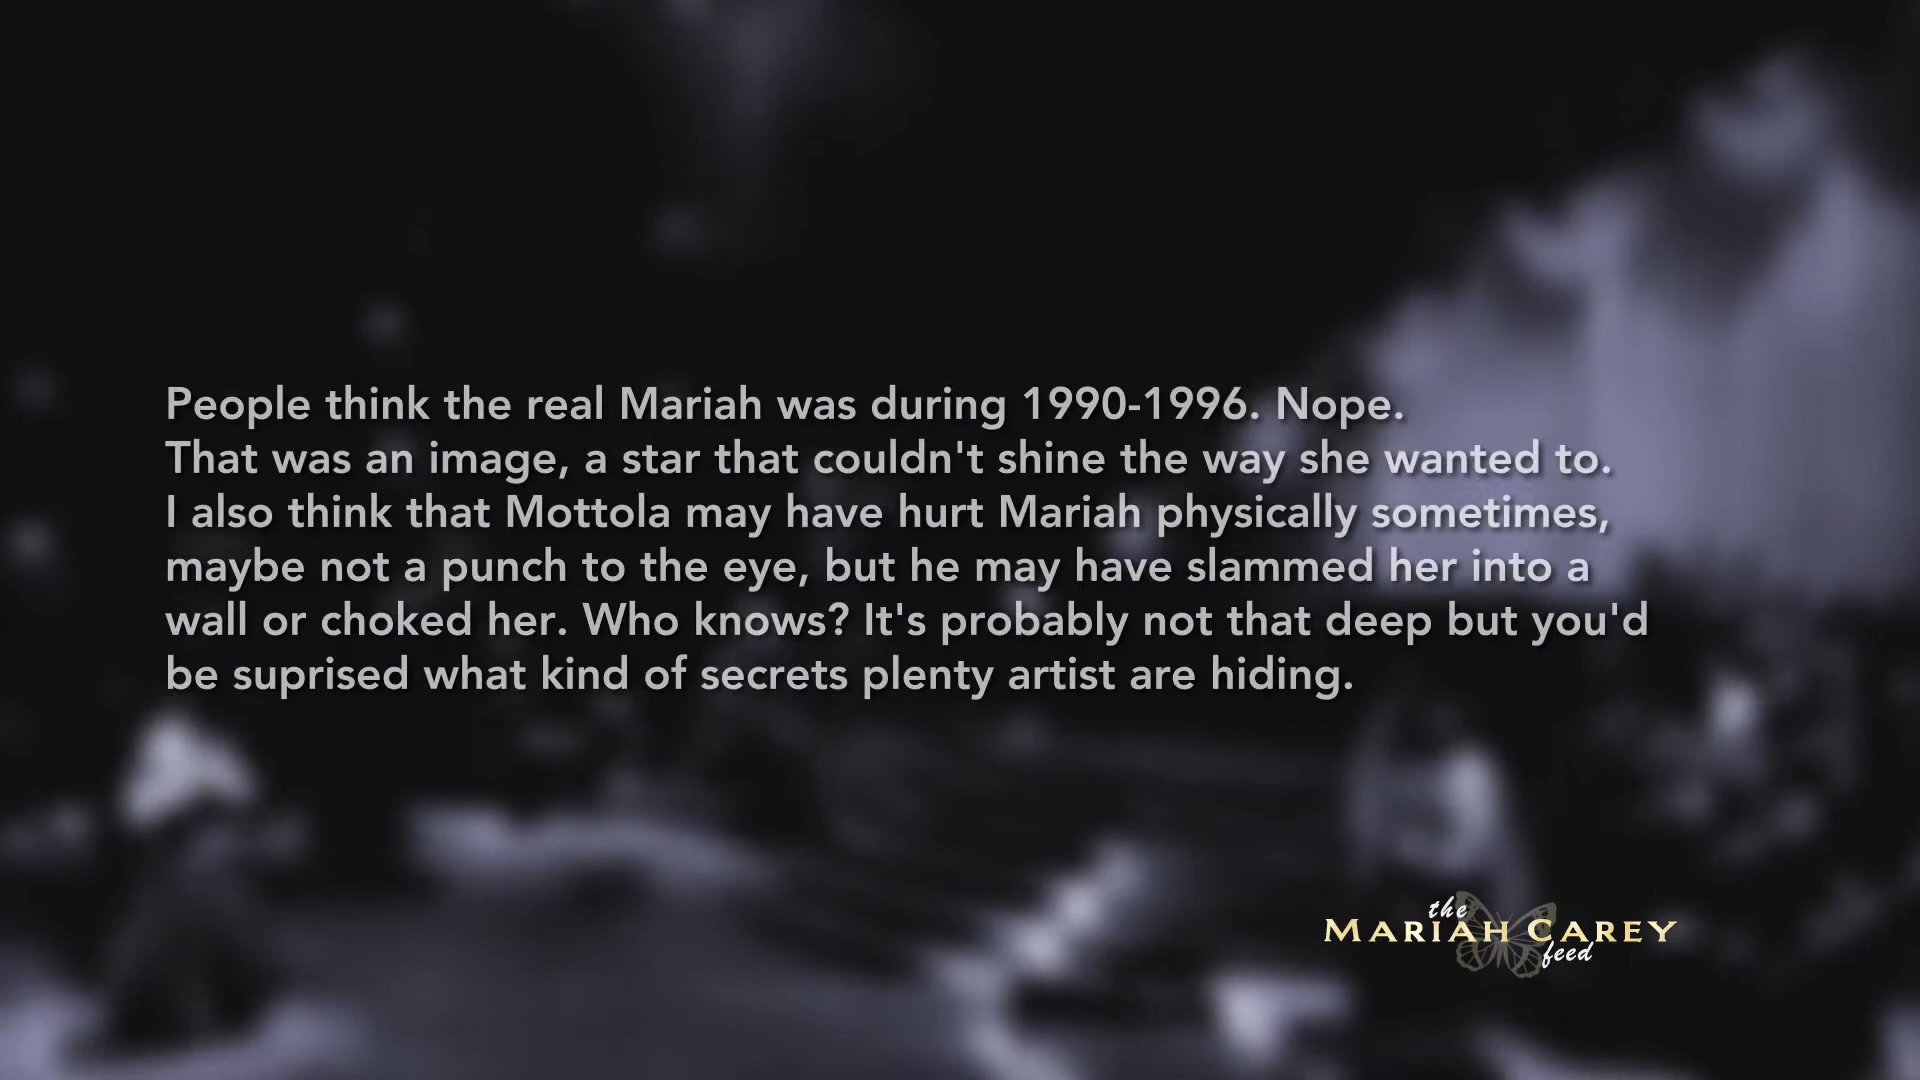 People think the real Mariah was during 1990-1996. Nope.
That was an image, a star that couldn't shine the way she wanted to.
I also think that Mottola may have hurt Mariah physically sometimes,
maybe not a punch to the eye, but he may have slammed her into a
wall or choked her. Who knows? It's probably not that deep but you'd
be suprised what kind of secrets plenty artist are hiding.
the
MARIAH CAREY
feed